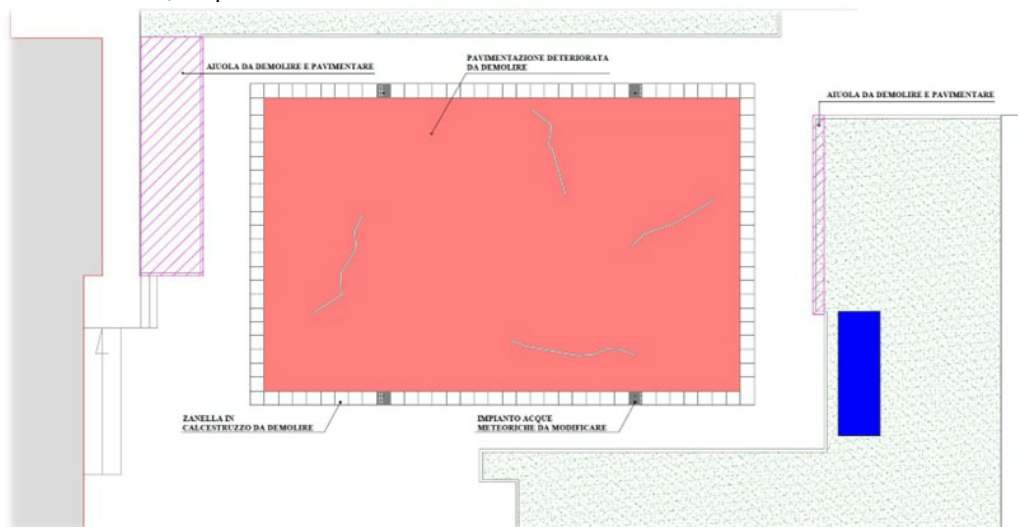 AIUOLA DA DEMOLIRE E PAVIMENTARE
PAVIMENTAZIONE DETERIORATA
DA DEMOLIRE
AIUOLA DA DEMOLIRE E PAVIMENTARE
ZANELLA IN
CALCESTRUZZO DA DEMOLIRE
IMPIANTO ACQUE
METEORICHE DA MODIFICARE